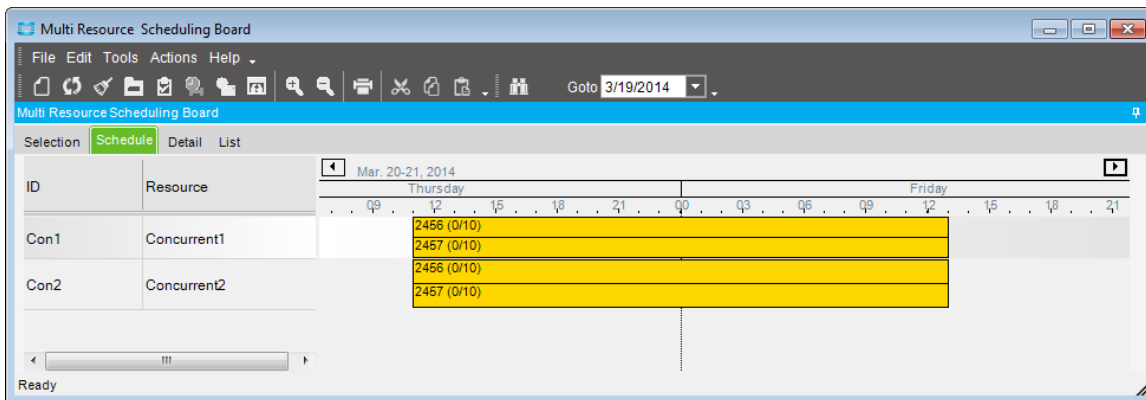 Multi Resource  Scheduling Board
File Edit Tools Actions Help
Goto 3/19/2014
Multi Resource Scheduling Board
Selection Schedule Detail List
ID Resource
Mar. 20-21, 2014
Thursday Friday
09 12 15 18 21 00 03 06 09 12 15 18 21
Con1 Concurrent1
2456 (0/10)
2457 (0/10)
Con2 Concurrent2
2456 (0/10)
2457 (0/10)
Ready